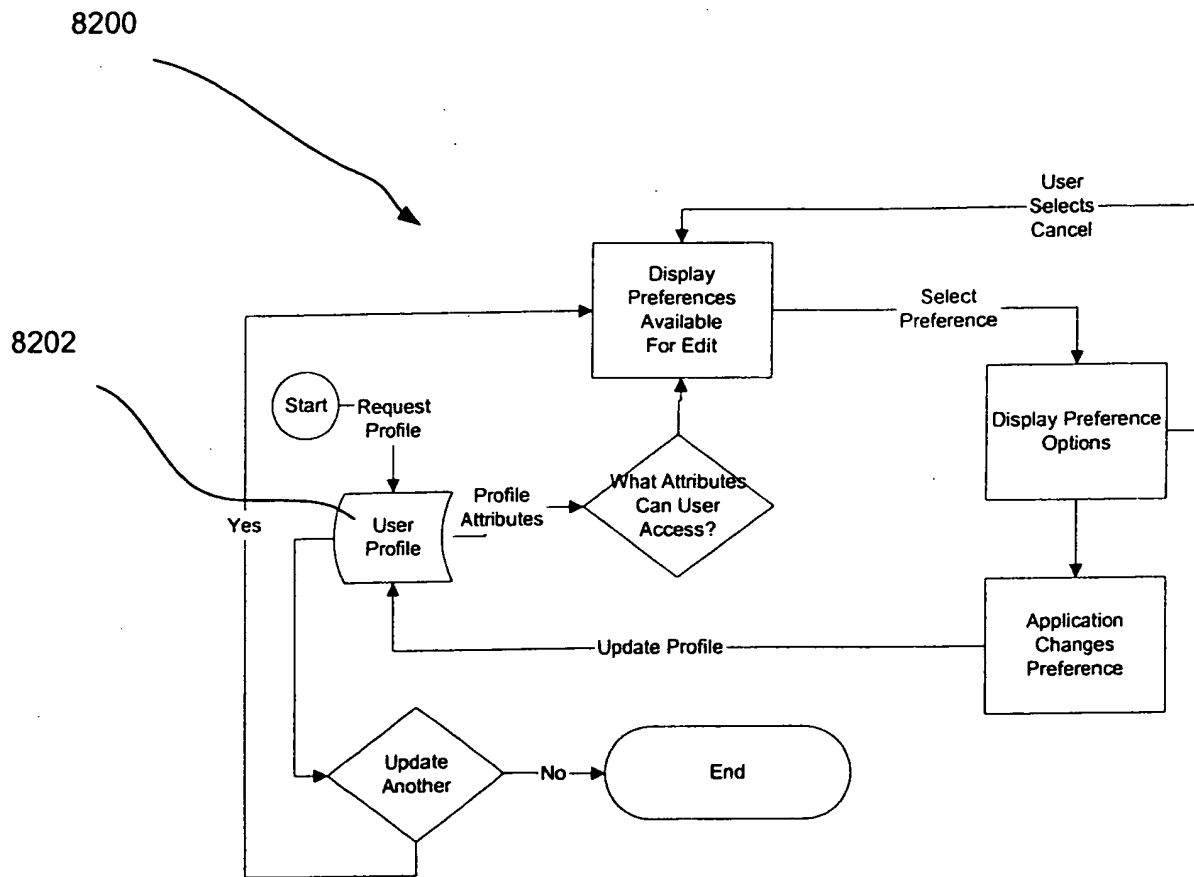 8200
User
Selects
Cancel
Display
Preferences
Available
For Edit
Select
Preference
8202
Start
Request
Profile
Display Preference
Options
What Attributes
Can User
Access?
Profile
Attributes
User
Profile
Yes
Application
Changes
Preference
Update Profile
Update
Another
No
End